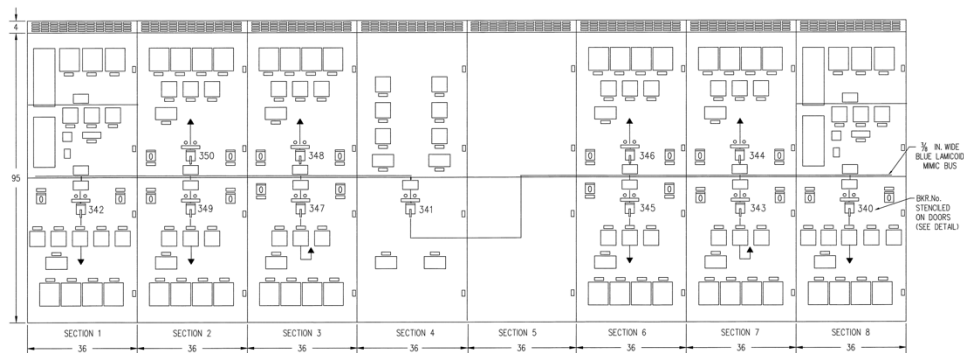 4
95
350
348
346
344
⅜ IN. WIDE
BLUE LAMICOID
MIMIC BUS
342
349
347
341
345
343
340
BKR.No.
STENCILED
ON DOORS
(SEE DETAIL)
SECTION 1
SECTION 2
SECTION 3
SECTION 4
SECTION 5
SECTION 6
SECTION 7
SECTION 8
36
36
36
36
36
36
36
36